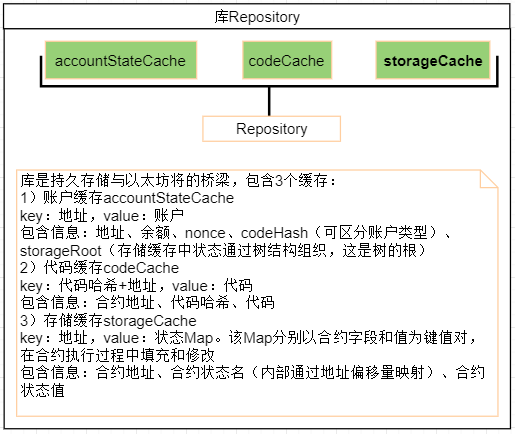 库Repository
accountStateCache
codeCache
storageCache
Repository
库是持久存储与以太坊将的桥梁，包含3个缓存：
1）账户缓存accountStateCache
key：地址，value：账户
包含信息：地址、余额、nonce、codeHash（可区分账户类型）、
storageRoot（存储缓存中状态通过树结构组织，这是树的根）
2）代码缓存codeCache
key：代码哈希+地址，value：代码
包含信息：合约地址、代码哈希、代码
3）存储缓存storageCache
key：地址，value：状态Map。该Map分别以合约字段和值为键值对，
在合约执行过程中填充和修改
包含信息：合约地址、合约状态名（内部通过地址偏移量映射）、合约
状态值